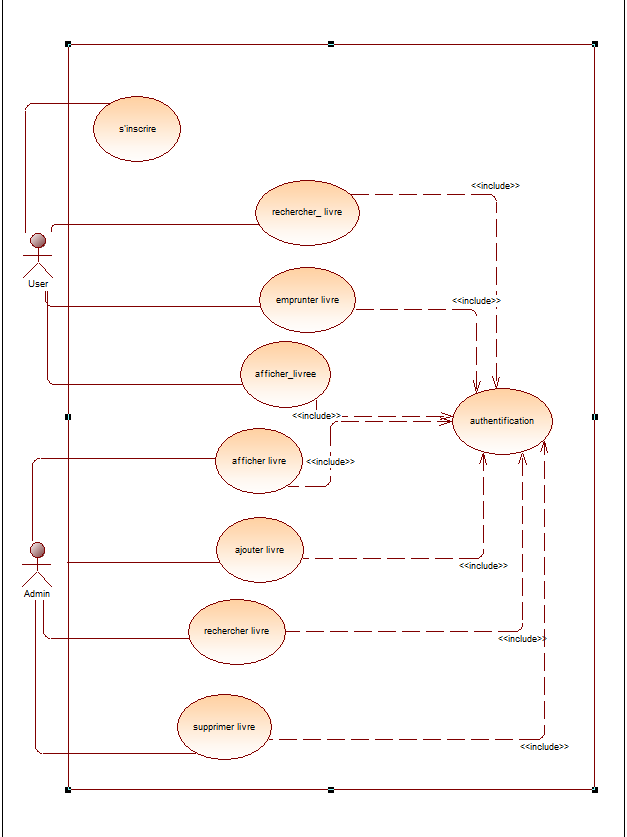 s'inscrire
<<include>>
rechercher_ livre
User
emprunter livre
<<include>>
afficher_livree
<<include>>
authentification
afficher livre
<<include>>
ajouter livre
<<include>>
Admin
rechercher livre
<<include>>
supprimer livre
<<include>>